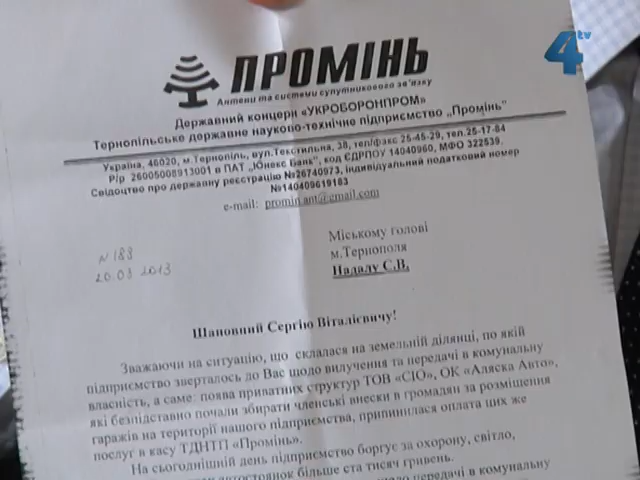 4tv
ПРОМІНЬ
Антени та системи супутникового зв'язку
Державний концерн «УКРОБОРОНПРОМ»
Тернопільське державне науково-технічне підприємство „Промінь"
Україна, 46020, м.Тернопіль, вул.Текстильна, 38, тел/факс 25-45-29, тел.25-17-84
Р/р 26005008913001 в ПАТ „Юнекс Банк", код ЄДРПОУ 14040960, МФО 322539,
Свідоцтво про державну реєстрацію №26740973, індивідуальний податковий номер
№140409619183
e-mail: promin.ant@gmail.com
Міському голові
м.Тернополя
Надалу С.В.
N 188
20.03 2013
Шановний Сергію Віталієвичу!
Зважаючи на ситуацію, що склалася на земельній ділянці, по якій
підприємство зверталось до Вас щодо вилучення та передачі в комунальну
власність, а саме: поява приватних структур ТОВ «СІО», ОК «Аляска Авто»,
які безпідставно почали збирати членські внески в громадян за розміщення
гаражів на території нашого підприємства, припинилася оплата цих же
послуг в касу ТДНТП «Промінь».
На сьогоднішній день підприємство боргує за охорону, світло,
автостоянок більше ста тисяч гривень.
передачі в комунальну